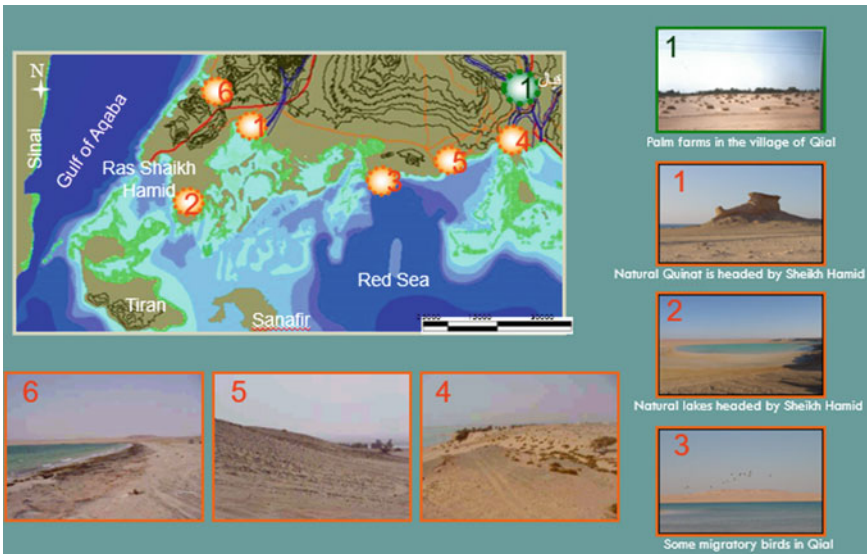 N
Sinai
Gulf of Aqaba
Ras Shaikh
Hamid
Tiran
Sanafir
Red Sea
6
1
2
3
5
4
1
1
Palm farms in the village of Qial
1
Natural Quinat is headed by Sheikh Hamid
2
Natural lakes headed by Sheikh Hamid
3
Some migratory birds in Qial
6
5
4